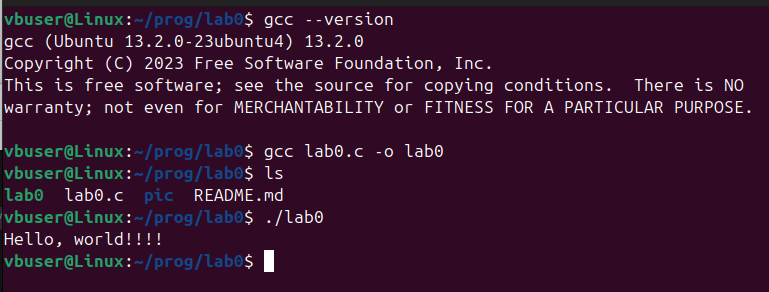 vbuser@Linux:~/prog/lab0$ gcc --version
gcc (Ubuntu 13.2.0-23ubuntu4) 13.2.0
Copyright (C) 2023 Free Software Foundation, Inc.
This is free software; see the source for copying conditions.  There is NO
warranty; not even for MERCHANTABILITY or FITNESS FOR A PARTICULAR PURPOSE.

vbuser@Linux:~/prog/lab0$ gcc lab0.c -o lab0
vbuser@Linux:~/prog/lab0$ ls
lab0  lab0.c  pic  README.md
vbuser@Linux:~/prog/lab0$ ./lab0
Hello, world!!!!
vbuser@Linux:~/prog/lab0$